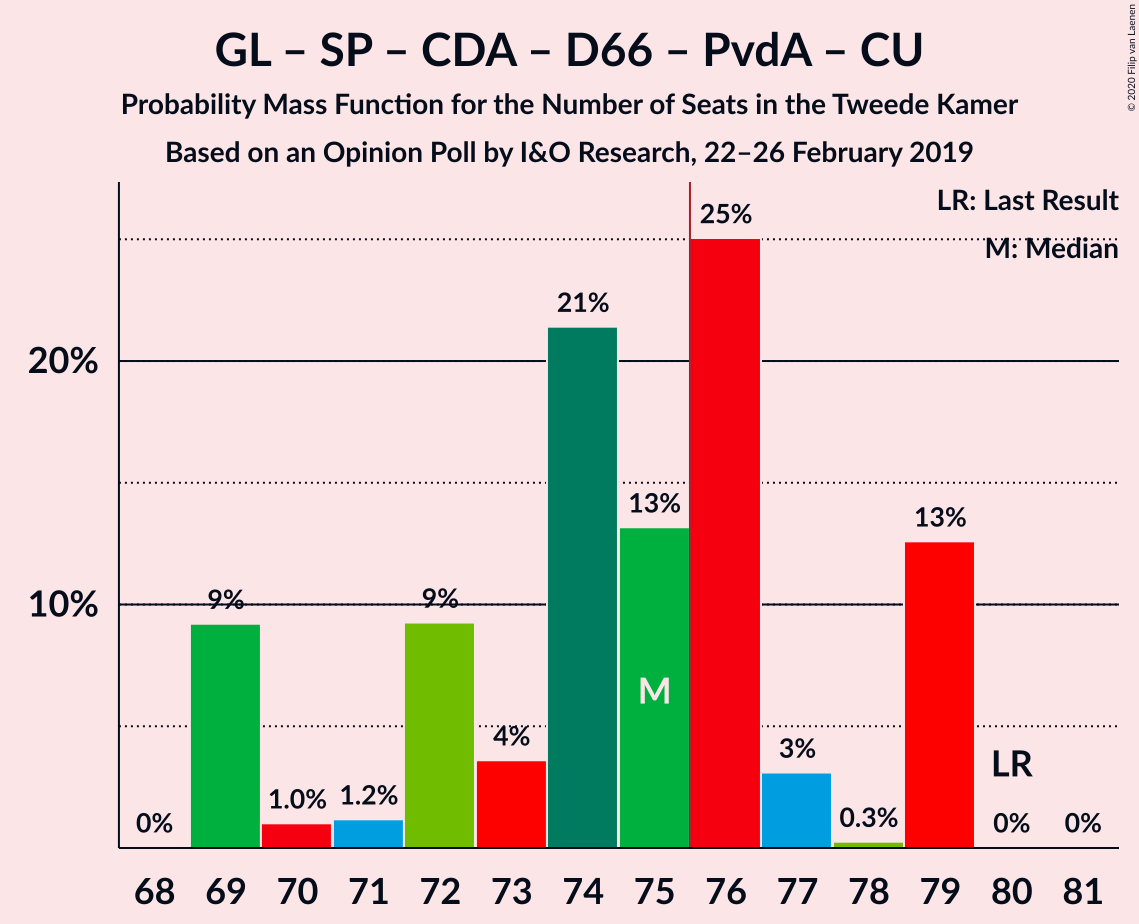 GL – SP – CDA – D66 – PvdA – CU
Probability Mass Function for the Number of Seats in the Tweede Kamer
Based on an Opinion Poll by I&O Research, 22–26 February 2019
© 2020 Filip van Laenen
LR: Last Result
M: Median
20%
10%
0%
9%
1.0%
1.2%
9%
4%
21%
13%
25%
3%
0.3%
13%
0%
0%
M
LR
68 69 70 71 72 73 74 75 76 77 78 79 80 81